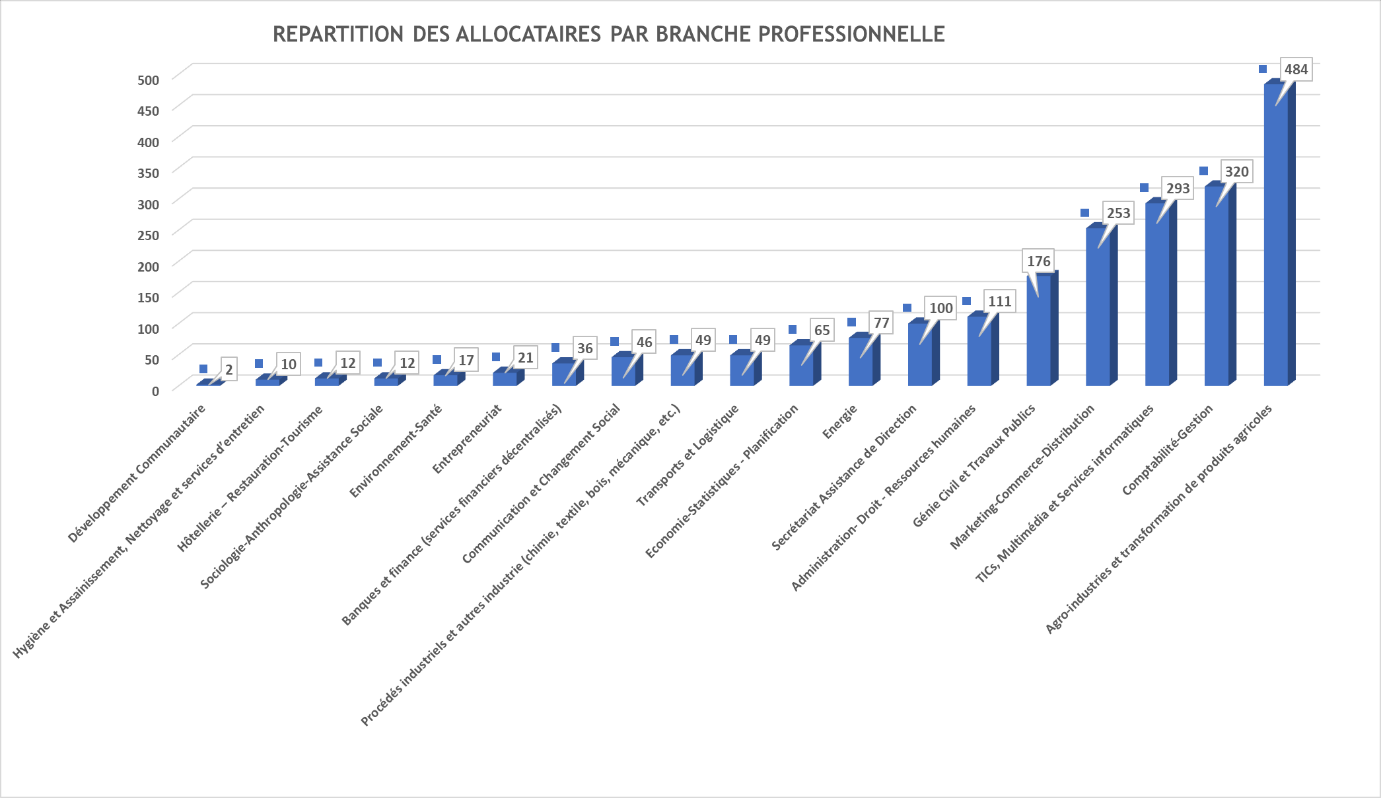 REPARTITION DES ALLOCATAIRES PAR BRANCHE PROFESSIONNELLE
500
450
400
350
300
250
200
150
100
50
0
2
10
12
12
17
21
36
46
49
49
65
77
100
111
176
253
293
320
484
Développement Communautaire
Hygiène et Assainissement, Nettoyage et services d'entretien
Hôtellerie – Restauration-Tourisme
Sociologie-Anthropologie-Assistance Sociale
Environnement-Santé
Entrepreneuriat
Banques et finance (services financiers décentralisés)
Communication et Changement Social
Procédés industriels et autres industrie (chimie, textile, bois, mécanique, etc.)
Transports et Logistique
Economie-Statistiques - Planification
Energie
Secrétariat Assistance de Direction
Administration- Droit - Ressources humaines
Génie Civil et Travaux Publics
Marketing-Commerce-Distribution
TICs, Multimédia et Services informatiques
Comptabilité-Gestion
Agro-industries et transformation de produits agricoles